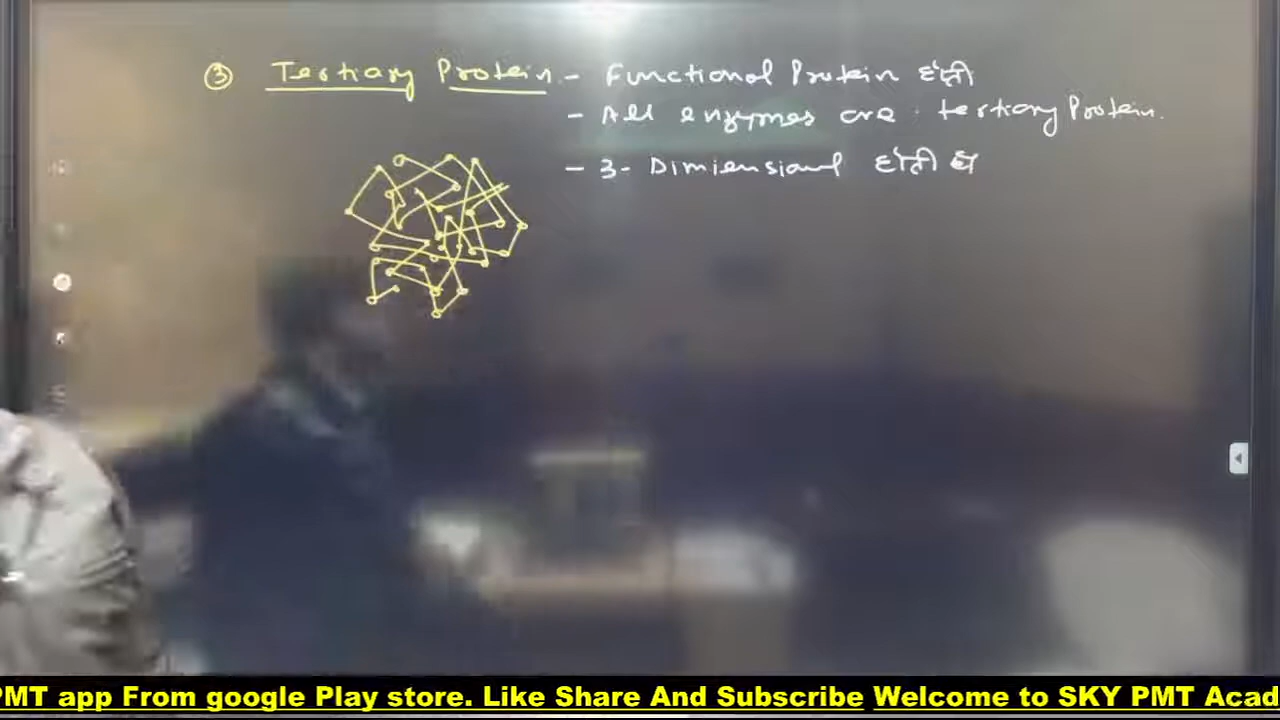 ③ Tertiary Protein - Functional Protein होती
- All enzymes are tertiary Protein.
- 3- Dimiensional होती है
PMT app From google Play store. Like Share And Subscribe Welcome to SKY PMT Acad